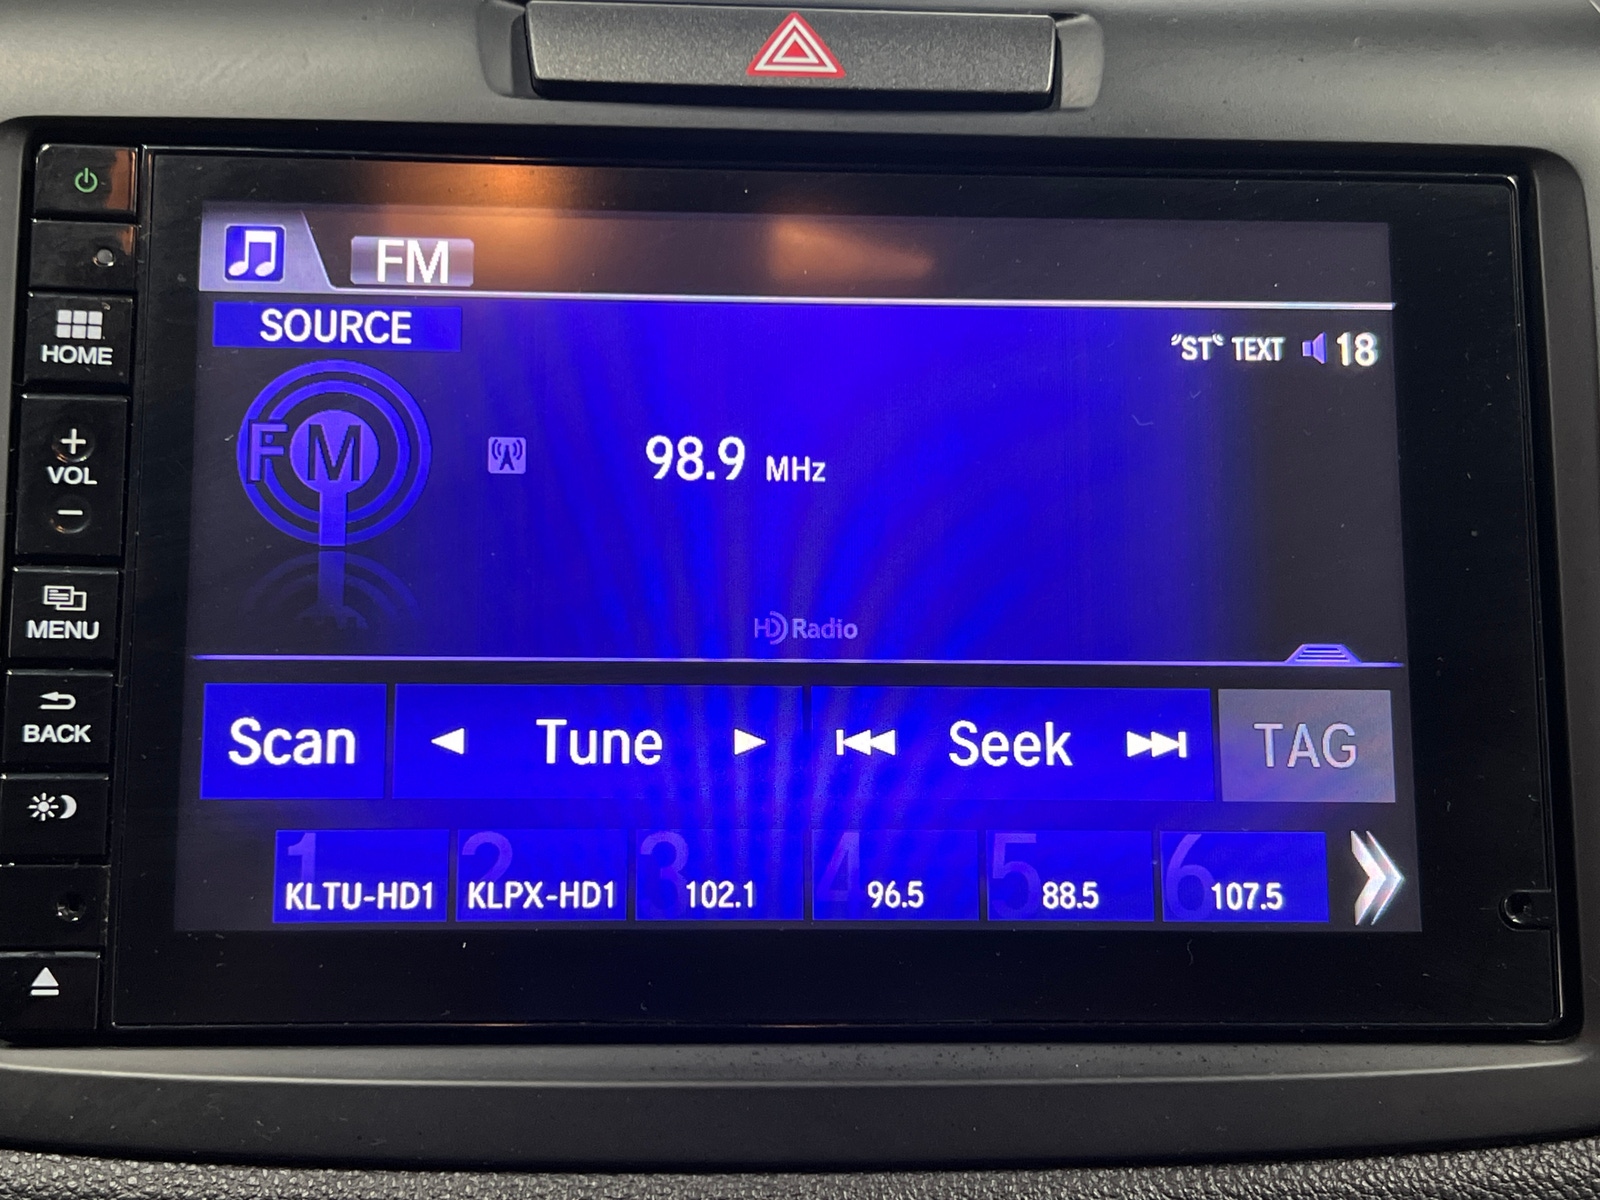 FM
SOURCE
"ST" TEXT 18
HOME
FM
98.9 MHz
+
VOL
-
HD Radio
MENU
BACK
Scan Tune Seek TAG
1 2 3 4 5 6
KLTU-HD1 KLPX-HD1 102.1 96.5 88.5 107.5